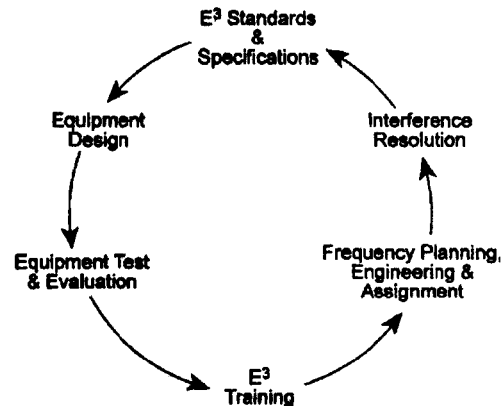 E³ Standards
&
Specifications
Equipment
Design
Interference
Resolution
Equipment Test
& Evaluation
Frequency Planning,
Engineering &
Assignment
E³
Training